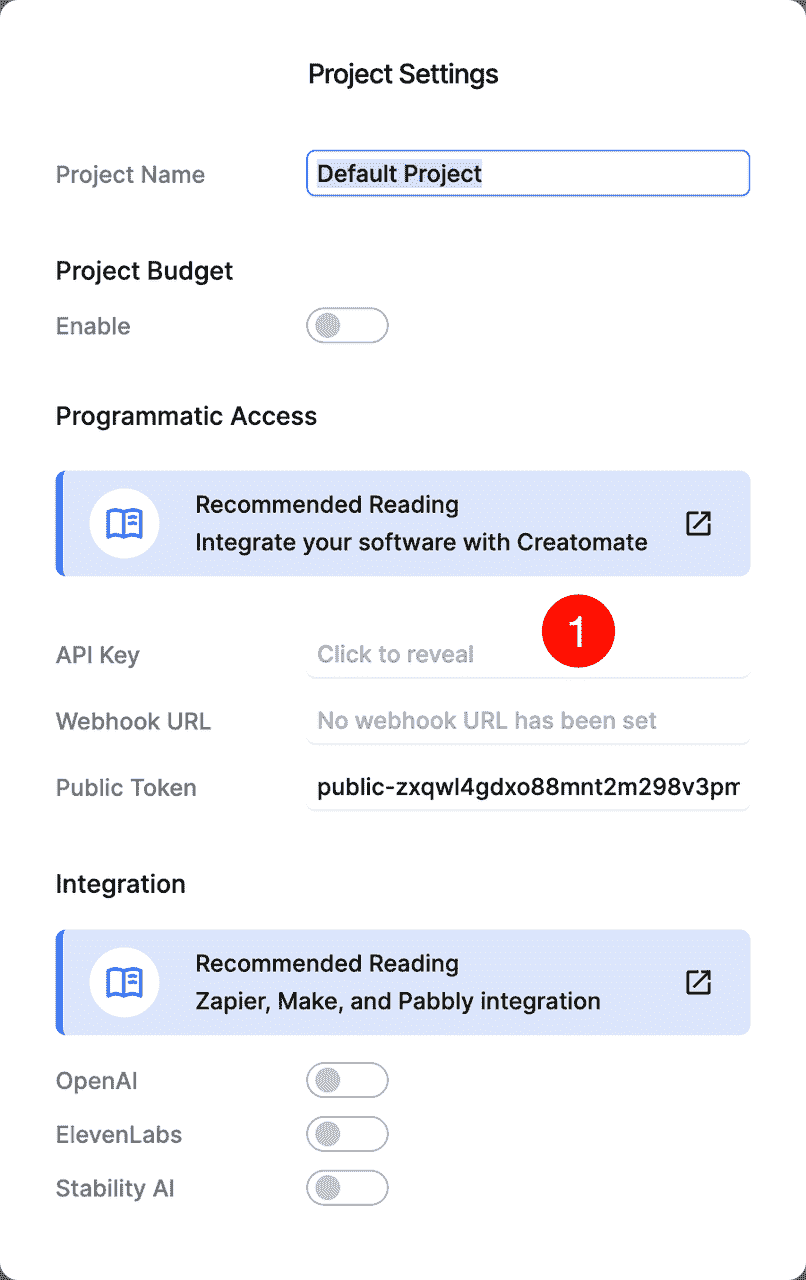 Project Settings
Project Name
Default Project
Project Budget
Enable
Programmatic Access
Recommended Reading
Integrate your software with Creatomate
1
API Key
Click to reveal
Webhook URL
No webhook URL has been set
Public Token
public-zxqwl4gdxo88mnt2m298v3pm
Integration
Recommended Reading
Zapier, Make, and Pabbly integration
OpenAI
ElevenLabs
Stability AI